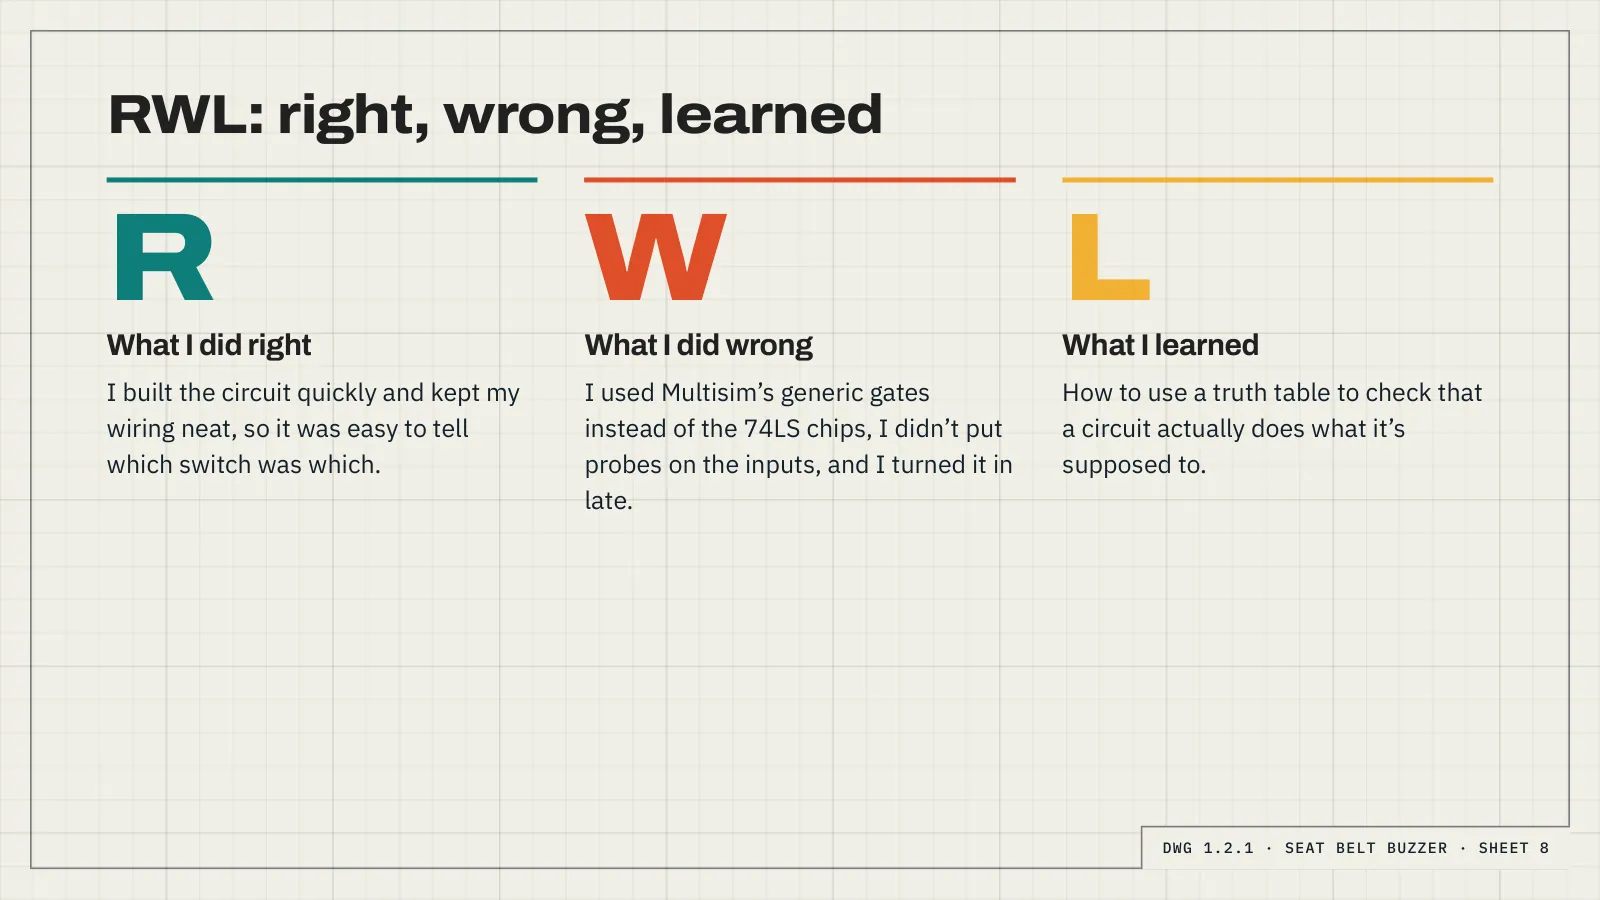 RWL: right, wrong, learned
R
What I did right
I built the circuit quickly and kept my
wiring neat, so it was easy to tell
which switch was which.
W
What I did wrong
I used Multisim’s generic gates
instead of the 74LS chips, I didn’t put
probes on the inputs, and I turned it in
late.
L
What I learned
How to use a truth table to check that
a circuit actually does what it’s
supposed to.
DWG 1.2.1 · SEAT BELT BUZZER · SHEET 8